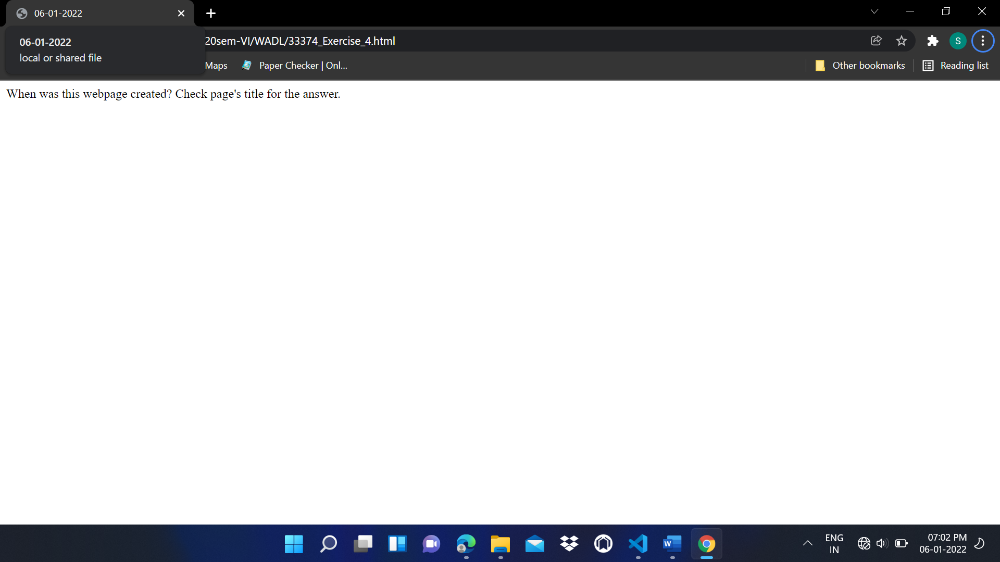 06-01-2022
06-01-2022
local or shared file
20sem-VI/WADL/33374_Exercise_4.html
S
Maps
Paper Checker | Onl...
Other bookmarks
Reading list
When was this webpage created? Check page's title for the answer.
W
ENG
IN
07:02 PM
06-01-2022